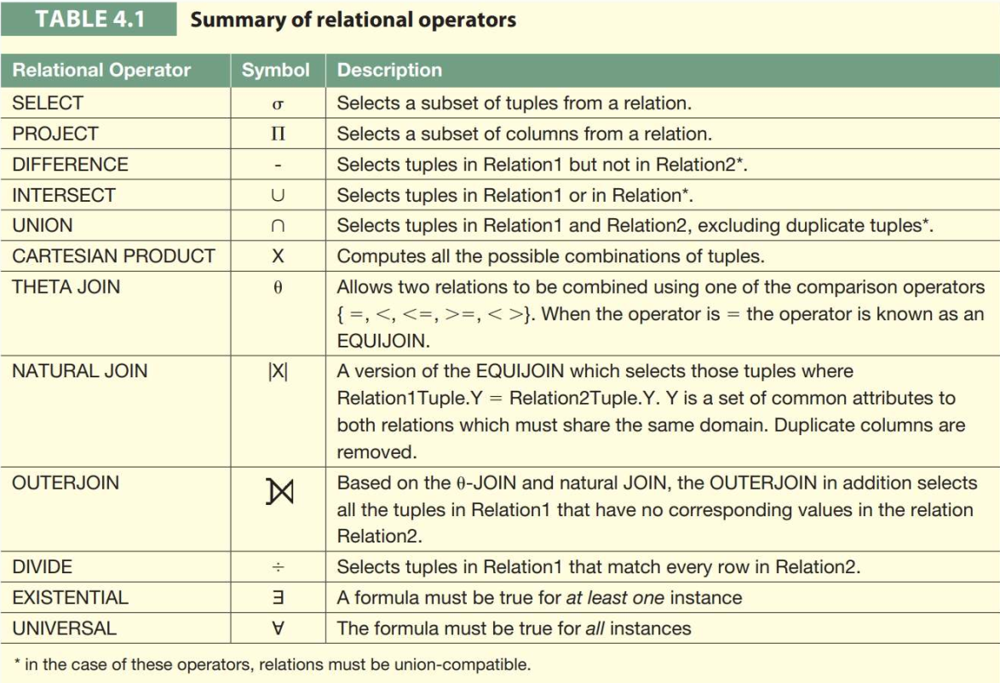 TABLE 4.1 Summary of relational operators
Relational Operator Symbol Description
SELECT σ Selects a subset of tuples from a relation.
PROJECT Π Selects a subset of columns from a relation.
DIFFERENCE - Selects tuples in Relation1 but not in Relation2*.
INTERSECT ∪ Selects tuples in Relation1 or in Relation*.
UNION ∩ Selects tuples in Relation1 and Relation2, excluding duplicate tuples*.
CARTESIAN PRODUCT X Computes all the possible combinations of tuples.
THETA JOIN θ Allows two relations to be combined using one of the comparison operators
{ =, <, <=, >=, < >}. When the operator is = the operator is known as an
EQUIJOIN.
NATURAL JOIN |X| A version of the EQUIJOIN which selects those tuples where
Relation1Tuple.Y = Relation2Tuple.Y. Y is a set of common attributes to
both relations which must share the same domain. Duplicate columns are
removed.
OUTERJOIN ⟕ Based on the θ-JOIN and natural JOIN, the OUTERJOIN in addition selects
all the tuples in Relation1 that have no corresponding values in the relation
Relation2.
DIVIDE ÷ Selects tuples in Relation1 that match every row in Relation2.
EXISTENTIAL ∃ A formula must be true for at least one instance
UNIVERSAL ∀ The formula must be true for all instances
* in the case of these operators, relations must be union-compatible.